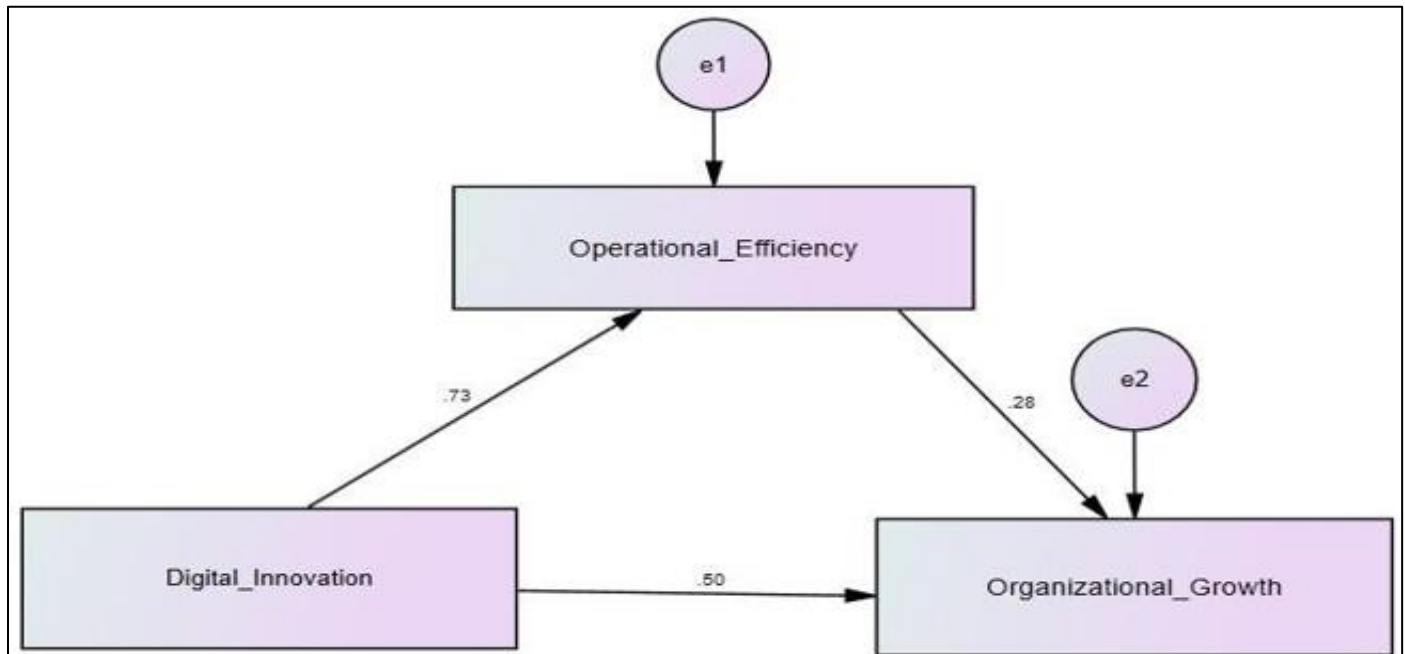 e1
Operational_Efficiency
e2
.73
.28
Digital_Innovation
.50
Organizational_Growth